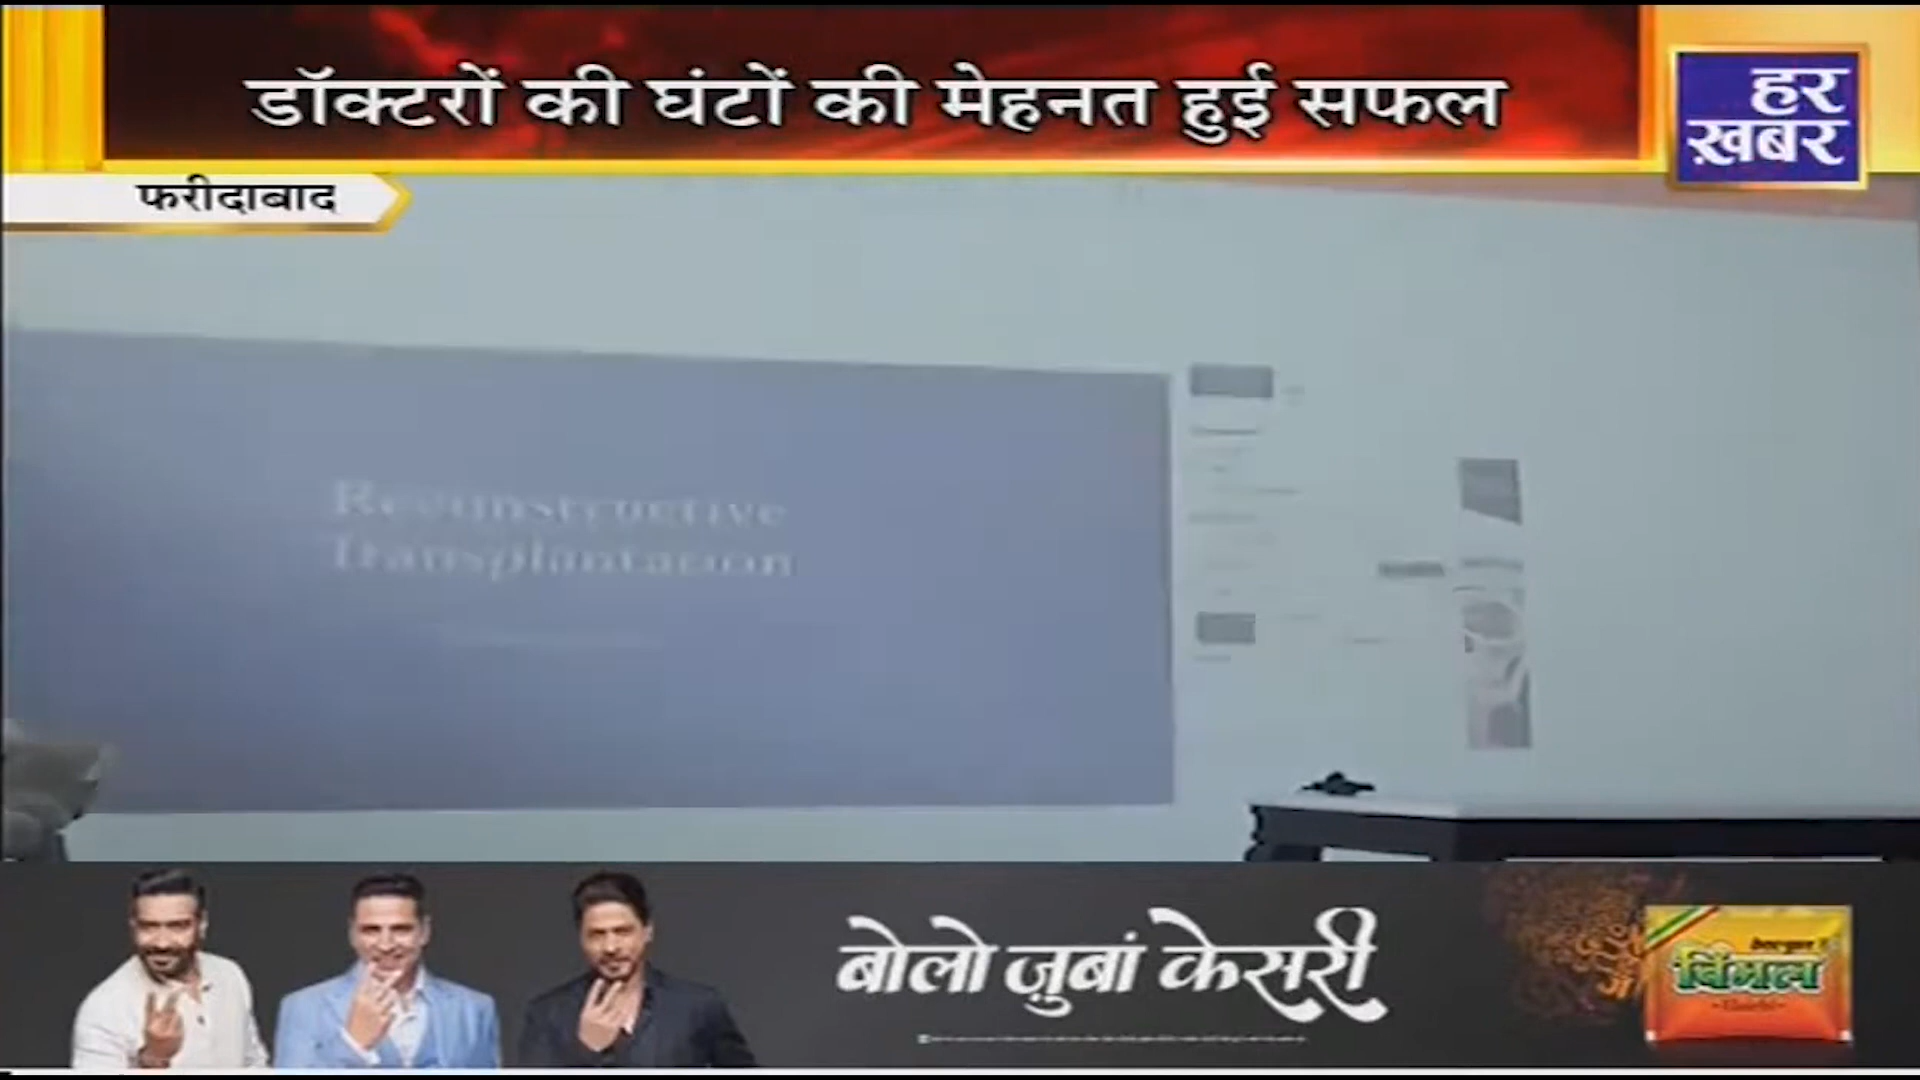 डॉक्टरों की घंटों की मेहनत हुई सफल
हर
ख़बर
फरीदाबाद
Reconstructive
Transplantation
बोलो ज़ुबां केसरी
विमल